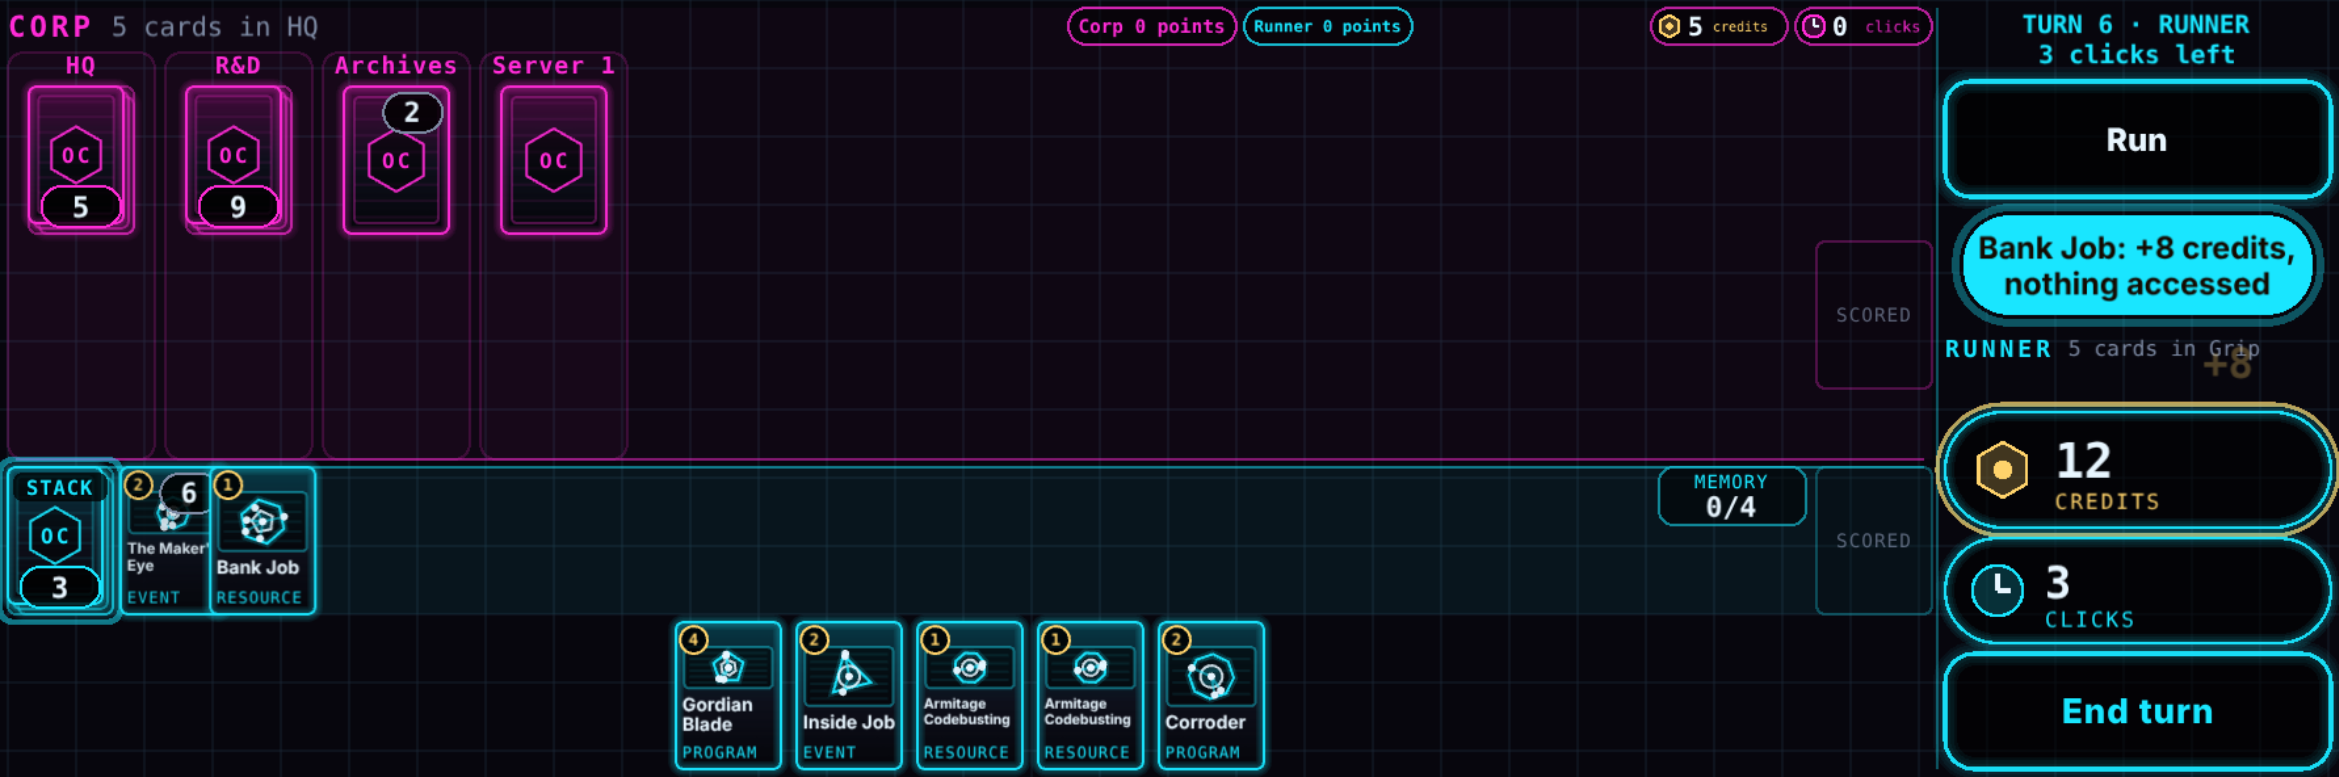 CORP 5 cards in HQ
Corp 0 points
Runner 0 points
5 credits
0 clicks
TURN 6 · RUNNER
3 clicks left
HQ
R&D
Archives
Server 1
OC
5
OC
9
2
OC
OC
Run
Bank Job: +8 credits,
nothing accessed
SCORED
RUNNER 5 cards in Grip
+8
12
CREDITS
3
CLICKS
End turn
STACK
OC
3
2
6
The Maker'
Eye
EVENT
1
Bank Job
RESOURCE
MEMORY
0/4
SCORED
4
Gordian
Blade
PROGRAM
2
Inside Job
EVENT
1
Armitage
Codebusting
RESOURCE
1
Armitage
Codebusting
RESOURCE
2
Corroder
PROGRAM